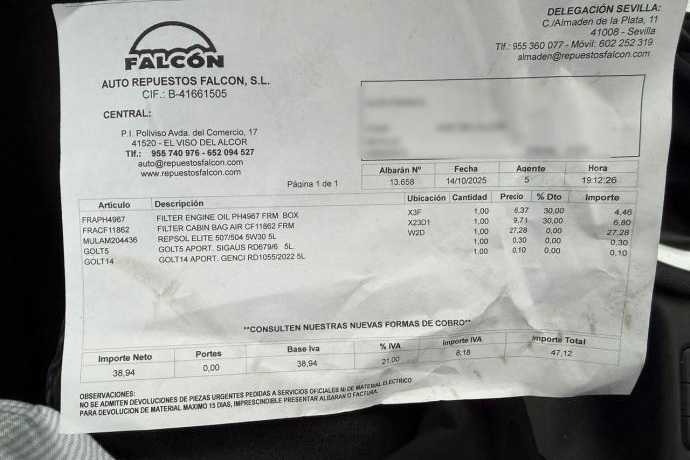 FALCÓN
AUTO REPUESTOS FALCON, S.L.
CIF.: B-41661505
CENTRAL:
P.I. Poliviso Avda. del Comercio, 17
41520 - EL VISO DEL ALCOR
Tlf.: 955 740 976 - 652 094 527
auto@repuestosfalcon.com
www.repuestosfalcon.com
DELEGACIÓN SEVILLA:
C./Almaden de la Plata, 11
41008 - Sevilla
Tlf.: 955 360 077 - Móvil: 602 252 319
almaden@repuestosfalcon.com
Página 1 de 1
Albarán Nº Fecha Agente Hora
13.658 14/10/2025 5 19:12:26
Artículo Descripción Ubicación Cantidad Precio % Dto Importe
FRAPH4967 FILTER ENGINE OIL PH4967 FRM BOX X3F 1,00 6,37 30,00 4,46
FRACF11862 FILTER CABIN BAG AIR CF11862 FRM X23D1 1,00 9,71 30,00 6,80
MULAM204436 REPSOL ELITE 507/504 5W30 5L W2D 1,00 27,28 0,00 27,28
GOLT5 GOLT5 APORT. SIGAUS RD679/6 5L. 1,00 0,30 0,00 0,30
GOLT14 GOLT14 APORT. GENCI RD1055/2022 5L 1,00 0,10 0,00 0,10
**CONSULTEN NUESTRAS NUEVAS FORMAS DE COBRO**
Importe Neto Portes Base Iva % IVA Importe IVA Importe Total
38,94 0,00 38,94 21,00 8,18 47,12
OBSERVACIONES:
NO SE ADMITEN DEVOLUCIONES DE PIEZAS URGENTES PEDIDAS A SERVICIOS OFICIALES NI DE MATERIAL ELECTRICO
PARA DEVOLUCION DE MATERIAL MAXIMO 15 DIAS, IMPRESCINDIBLE PRESENTAR ALBARAN O FACTURA.